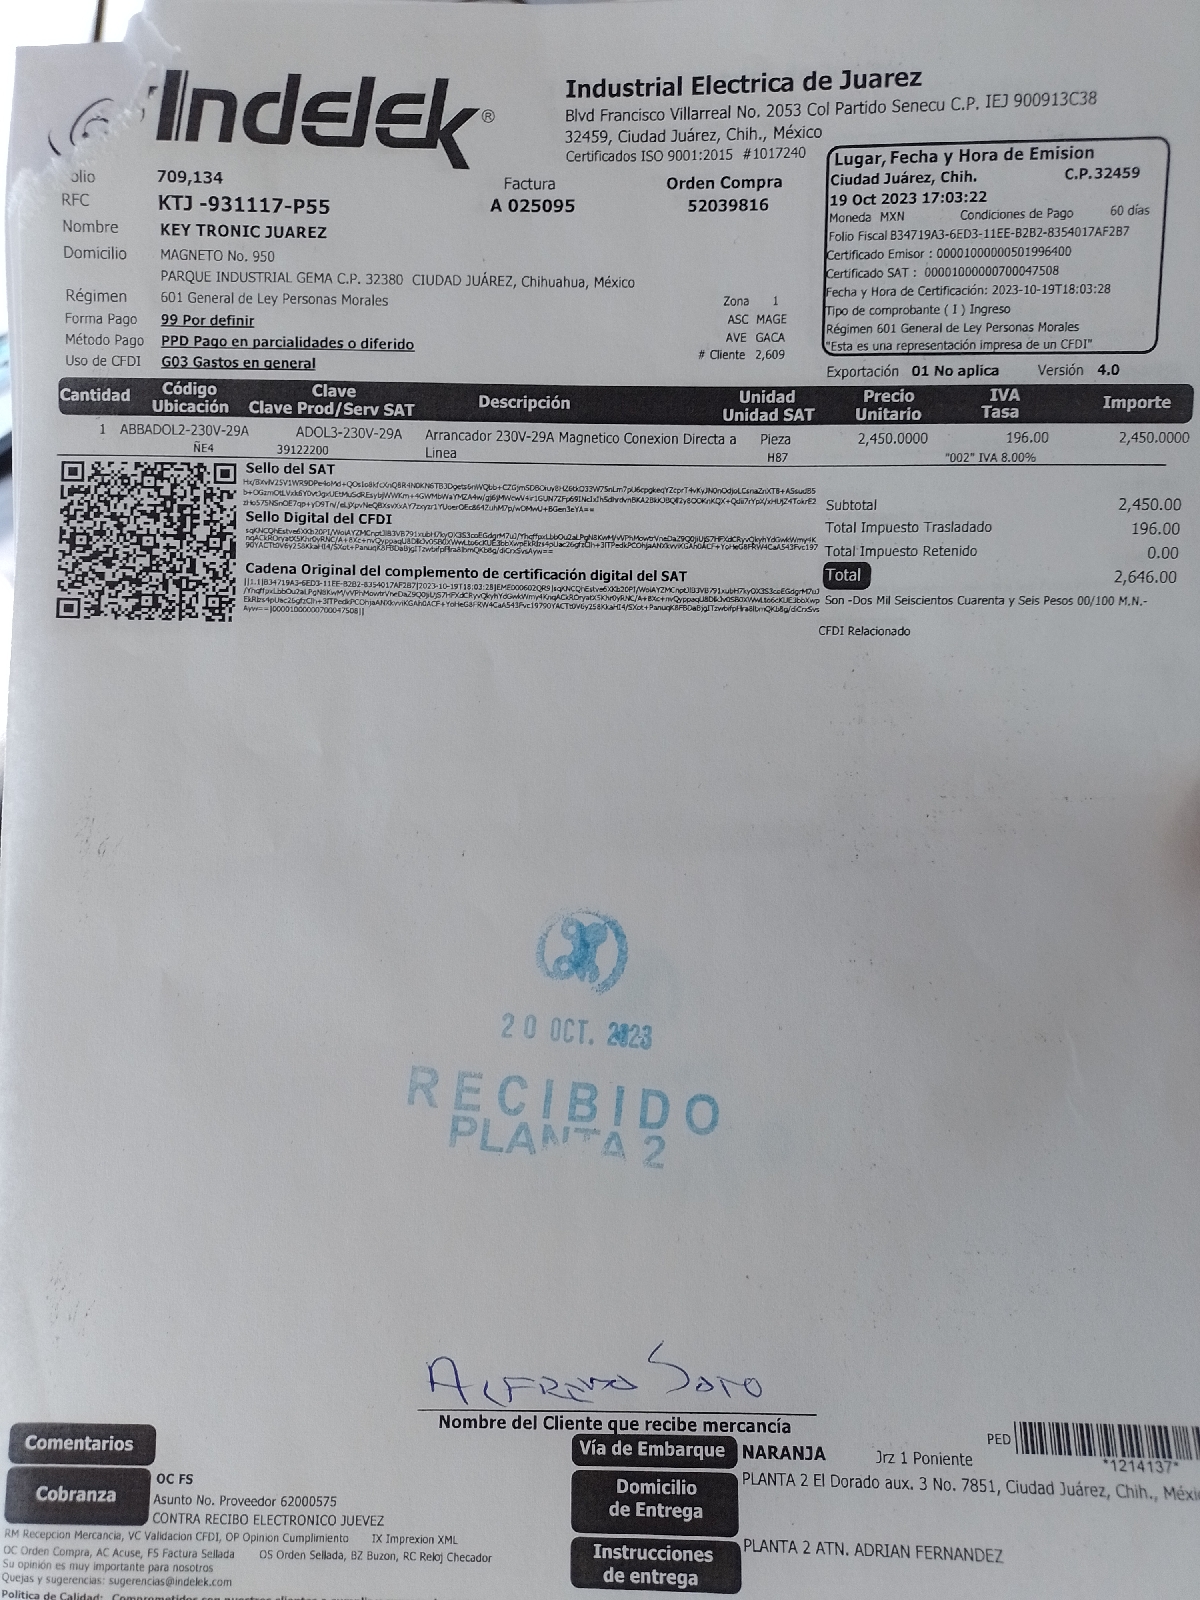 Indelek®
Industrial Electrica de Juarez
Blvd Francisco Villarreal No. 2053 Col Partido Senecu C.P. IEJ 900913C38
32459, Ciudad Juárez, Chih., México
Certificados ISO 9001:2015 #1017240
Lugar, Fecha y Hora de Emision
Ciudad Juárez, Chih. C.P.32459
19 Oct 2023 17:03:22
Moneda MXN Condiciones de Pago 60 días
Folio Fiscal B34719A3-6ED3-11EE-B2B2-8354017AF2B7
Certificado Emisor : 00001000000501996400
Certificado SAT : 00001000000700047508
Fecha y Hora de Certificación: 2023-10-19T18:03:28
Tipo de comprobante ( I ) Ingreso
Régimen 601 General de Ley Personas Morales
"Esta es una representación impresa de un CFDI"
Exportación 01 No aplica Versión 4.0
olio 709,134
Factura
A 025095
Orden Compra
52039816
RFC KTJ -931117-P55
Nombre KEY TRONIC JUAREZ
Domicilio MAGNETO No. 950
PARQUE INDUSTRIAL GEMA C.P. 32380 CIUDAD JUÁREZ, Chihuahua, México
Régimen 601 General de Ley Personas Morales
Forma Pago 99 Por definir
Método Pago PPD Pago en parcialidades o diferido
Uso de CFDI G03 Gastos en general
Zona 1
ASC MAGE
AVE GACA
# Cliente 2,609
Cantidad Código Ubicación Clave Clave Prod/Serv SAT Descripción Unidad Unidad SAT Precio Unitario IVA Tasa Importe
1 ABBADOL2-230V-29A ADOL3-230V-29A Arrancador 230V-29A Magnetico Conexion Directa a Pieza 2,450.0000 196.00 2,450.0000
ÑE4 39122200 Linea H87 "002" IVA 8.00%
Sello del SAT
Sello Digital del CFDI
Cadena Original del complemento de certificación digital del SAT
Subtotal 2,450.00
Total Impuesto Trasladado 196.00
Total Impuesto Retenido 0.00
Total 2,646.00
Son -Dos Mil Seiscientos Cuarenta y Seis Pesos 00/100 M.N.-
CFDI Relacionado
20 OCT. 2023
RECIBIDO
PLANTA 2
ALFREDO SOTO
Nombre del Cliente que recibe mercancía
Comentarios
Cobranza
OC FS
Asunto No. Proveedor 62000575
CONTRA RECIBO ELECTRONICO JUEVEZ
RM Recepcion Mercancia, VC Validacion CFDI, OP Opinion Cumplimiento IX Imprexion XML
OC Orden Compra, AC Acuse, FS Factura Sellada OS Orden Sellada, BZ Buzon, RC Reloj Checador
Su opinión es muy importante para nosotros
Quejas y sugerencias: sugerencias@indelek.com
Política de Calidad: Comprometidos con nuestros clientes
Vía de Embarque NARANJA Jrz 1 Poniente
PED *1214137*
Domicilio de Entrega PLANTA 2 El Dorado aux. 3 No. 7851, Ciudad Juárez, Chih., Méxi
Instrucciones de entrega PLANTA 2 ATN. ADRIAN FERNANDEZ